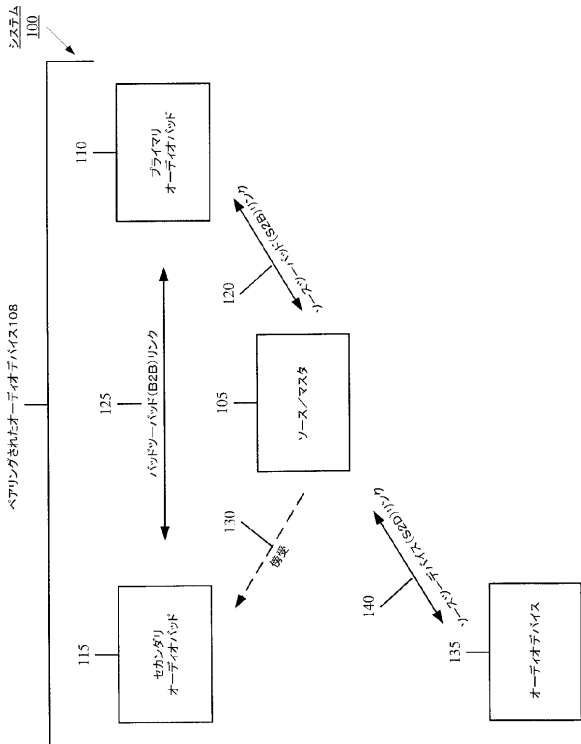 システム
100
ペアリングされたオーディオデバイス108
115
セカンダリ
オーディオバッド
125
バッドツーバッド(B2B)リンク
110
プライマリ
オーディオバッド
130
傍受
105
ソース／マスタ
120
ソースツーバッド(S2B)リンク
140
ソースツーデバイス(S2D)リンク
135
オーディオデバイス